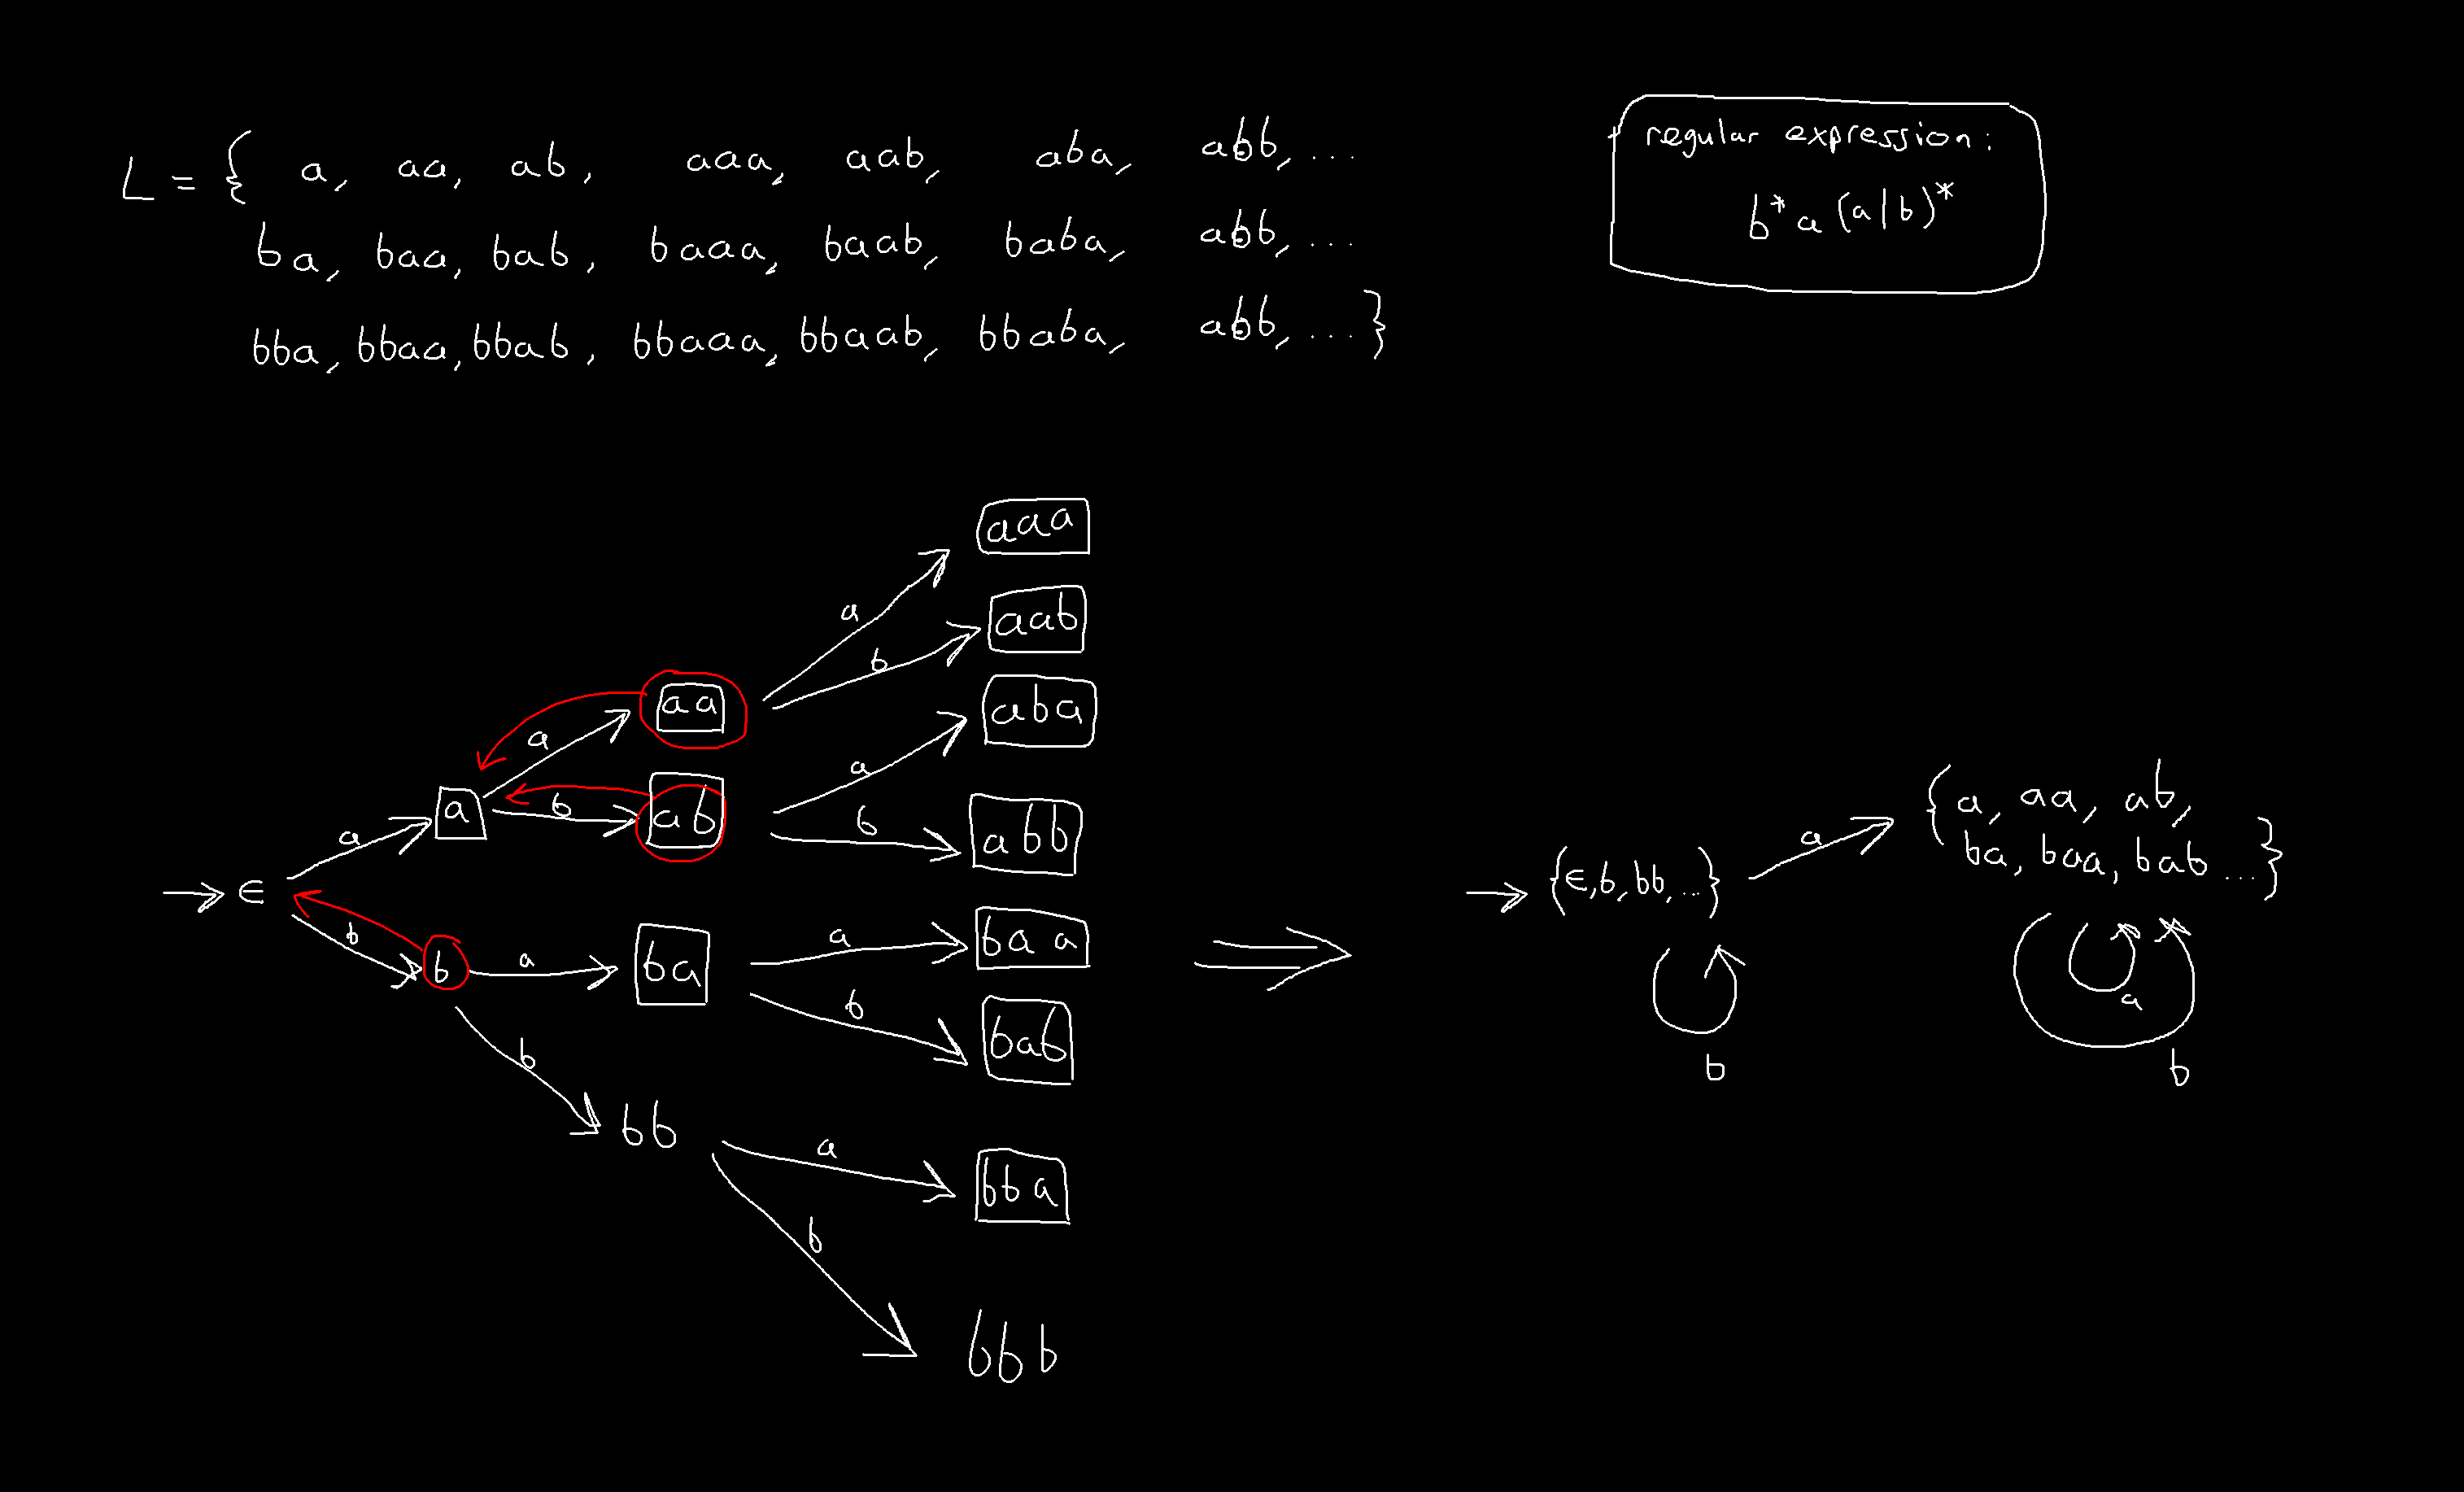 L = { a, aa, ab, aaa, aab, aba, abb, ...
ba, baa, bab, baaa, baab, baba, abb, ...
bba, bbaa, bbab, bbaaa, bbaab, bbaba, abb, ... }
regular expression:
b* a (a|b)*
aaa
a
aab
b
aa
aba
a
a
a
b
ab
b
abb
a
→ ∈
b
b
a
ba
a
baa
b
bab
b
bb
a
bba
b
bbb
⇒
→ {∈, b, bb, ...}
a
{a, aa, ab,
ba, baa, bab ...}
b
a
b